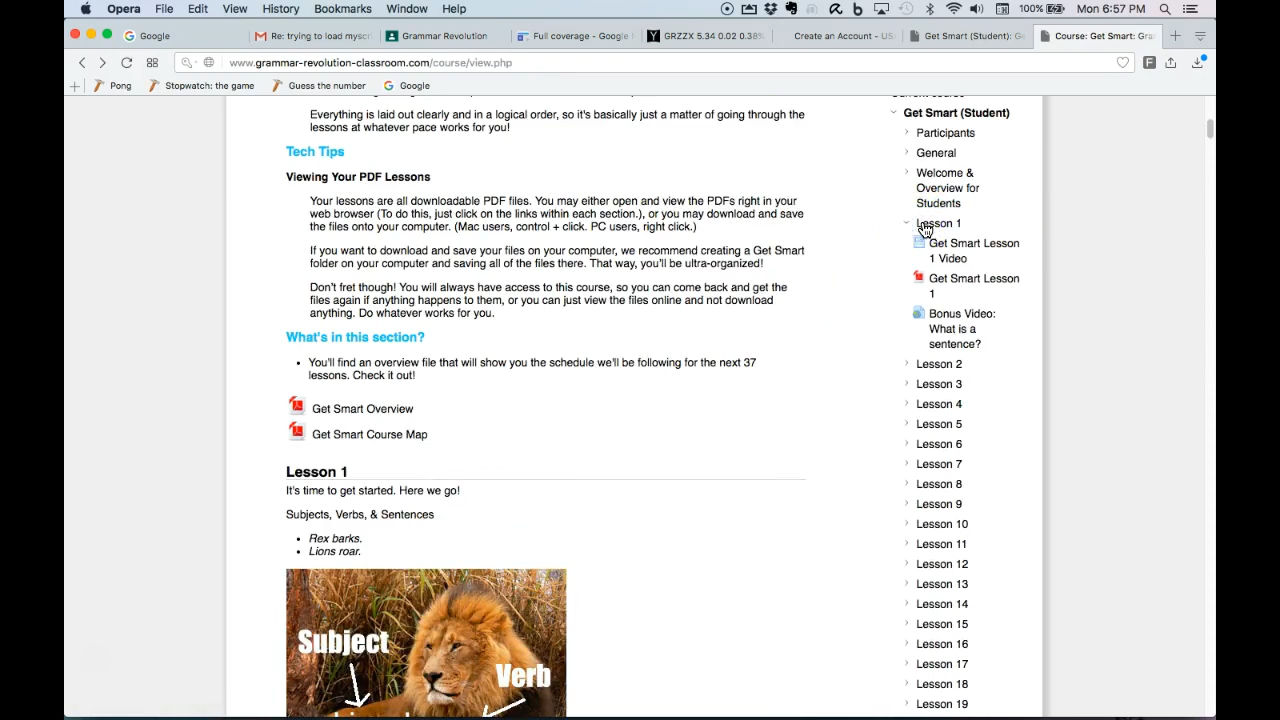 Opera File Edit View History Bookmarks Window Help
100% Mon 6:57 PM
Google
Re: trying to load myscr
Grammar Revolution
Full coverage - Google
GRZZX 5.34 0.02 0.38%
Create an Account - US
Get Smart (Student): Ge
Course: Get Smart: Gra
www.grammar-revolution-classroom.com/course/view.php
Pong Stopwatch: the game Guess the number Google
Everything is laid out clearly and in a logical order, so it's basically just a matter of going through the
lessons at whatever pace works for you!
Tech Tips
Viewing Your PDF Lessons
Your lessons are all downloadable PDF files. You may either open and view the PDFs right in your
web browser (To do this, just click on the links within each section.), or you may download and save
the files onto your computer. (Mac users, control + click. PC users, right click.)
If you want to download and save your files on your computer, we recommend creating a Get Smart
folder on your computer and saving all of the files there. That way, you'll be ultra-organized!
Don't fret though! You will always have access to this course, so you can come back and get the
files again if anything happens to them, or you can just view the files online and not download
anything. Do whatever works for you.
What's in this section?
• You'll find an overview file that will show you the schedule we'll be following for the next 37
lessons. Check it out!
Get Smart Overview
Get Smart Course Map
Lesson 1
It's time to get started. Here we go!
Subjects, Verbs, & Sentences
• Rex barks.
• Lions roar.
Subject
Verb
Get Smart (Student)
Participants
General
Welcome &
Overview for
Students
Lesson 1
Get Smart Lesson
1 Video
Get Smart Lesson
1
Bonus Video:
What is a
sentence?
Lesson 2
Lesson 3
Lesson 4
Lesson 5
Lesson 6
Lesson 7
Lesson 8
Lesson 9
Lesson 10
Lesson 11
Lesson 12
Lesson 13
Lesson 14
Lesson 15
Lesson 16
Lesson 17
Lesson 18
Lesson 19